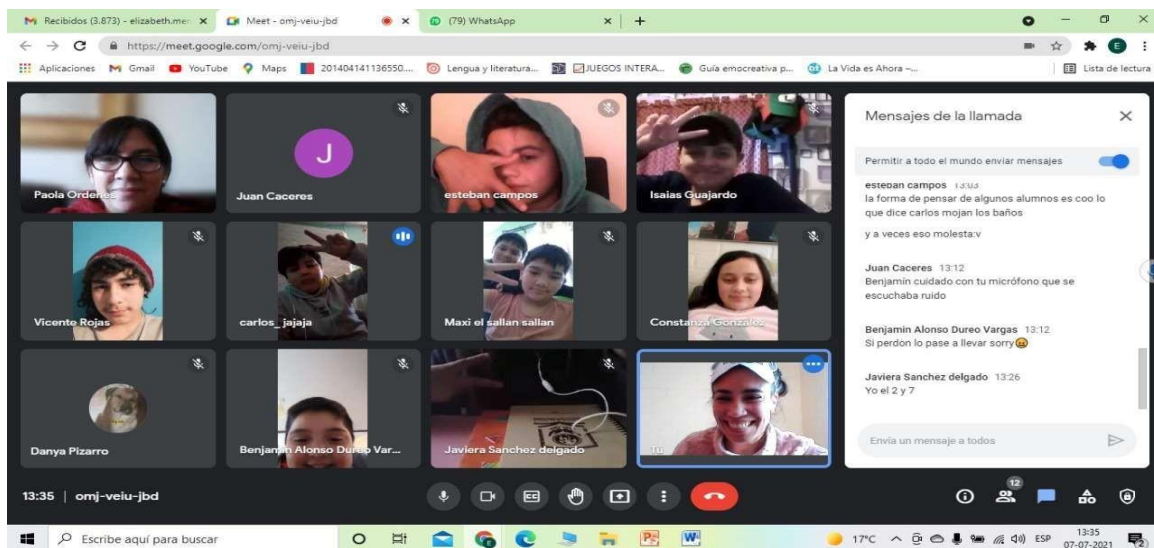 Recibidos (3.873) - elizabeth.mer
Meet - omj-veiu-jbd
(79) WhatsApp
https://meet.google.com/omj-veiu-jbd
Aplicaciones
Gmail
YouTube
Maps
201404141136550....
Lengua y literatura...
JUEGOS INTERA...
Guía emocreativa p...
La Vida es Ahora –...
Lista de lectura
E
Paola Ordenes
J
Juan Caceres
esteban campos
Isaias Guajardo
Vicente Rojas
carlos_ jajaja
Maxi el sallan sallan
Constanza González
Danya Pizarro
Benjamin Alonso Dureo Var...
Javiera Sanchez delgado
Tú
Mensajes de la llamada
Permitir a todo el mundo enviar mensajes
esteban campos 13:03
la forma de pensar de algunos alumnos es coo lo
que dice carlos mojan los baños
y a veces eso molesta:v
Juan Caceres 13:12
Benjamín cuidado con tu micrófono que se
escuchaba ruido
Benjamin Alonso Dureo Vargas 13:12
Si perdon lo pase a llevar sorry
Javiera Sanchez delgado 13:26
Yo el 2 y 7
Envía un mensaje a todos
13:35 | omj-veiu-jbd
12
Escribe aquí para buscar
17°C
ESP
13:35
07-07-2021
2